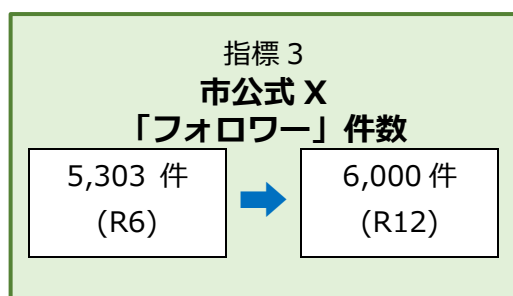 指標 3
市公式 X
「フォロワー」件数
5,303 件
(R6)
6,000 件
(R12)